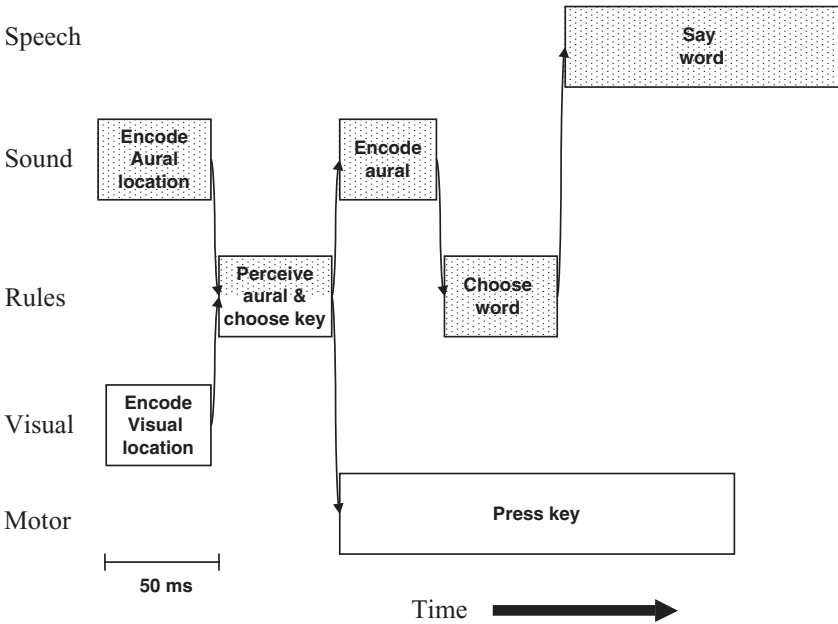 Speech
Say
word
Sound
Encode
Aural
location
Encode
aural
Rules
Perceive
aural &
choose key
Choose
word
Visual
Encode
Visual
location
Motor
Press key
50 ms
Time